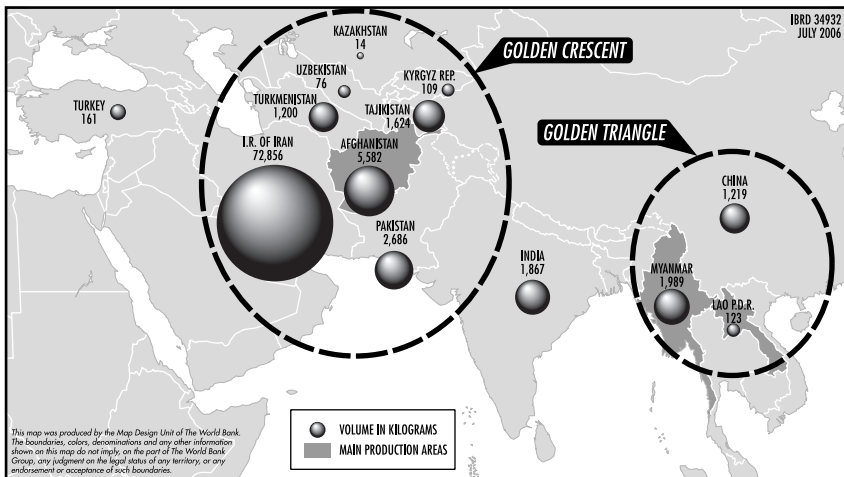 IBRD 34932
JULY 2006
KAZAKHSTAN
14
GOLDEN CRESCENT
UZBEKISTAN
76
KYRGYZ REP.
109
TURKEY
161
TURKMENISTAN
1,200
TAJIKISTAN
1,624
I.R. OF IRAN
72,856
AFGHANISTAN
5,582
GOLDEN TRIANGLE
CHINA
1,219
PAKISTAN
2,686
INDIA
1,867
MYANMAR
1,989
LAO P.D.R.
123
VOLUME IN KILOGRAMS
MAIN PRODUCTION AREAS
This map was produced by the Map Design Unit of The World Bank.
The boundaries, colors, denominations and any other information
shown on this map do not imply, on the part of The World Bank
Group, any judgment on the legal status of any territory, or any
endorsement or acceptance of such boundaries.